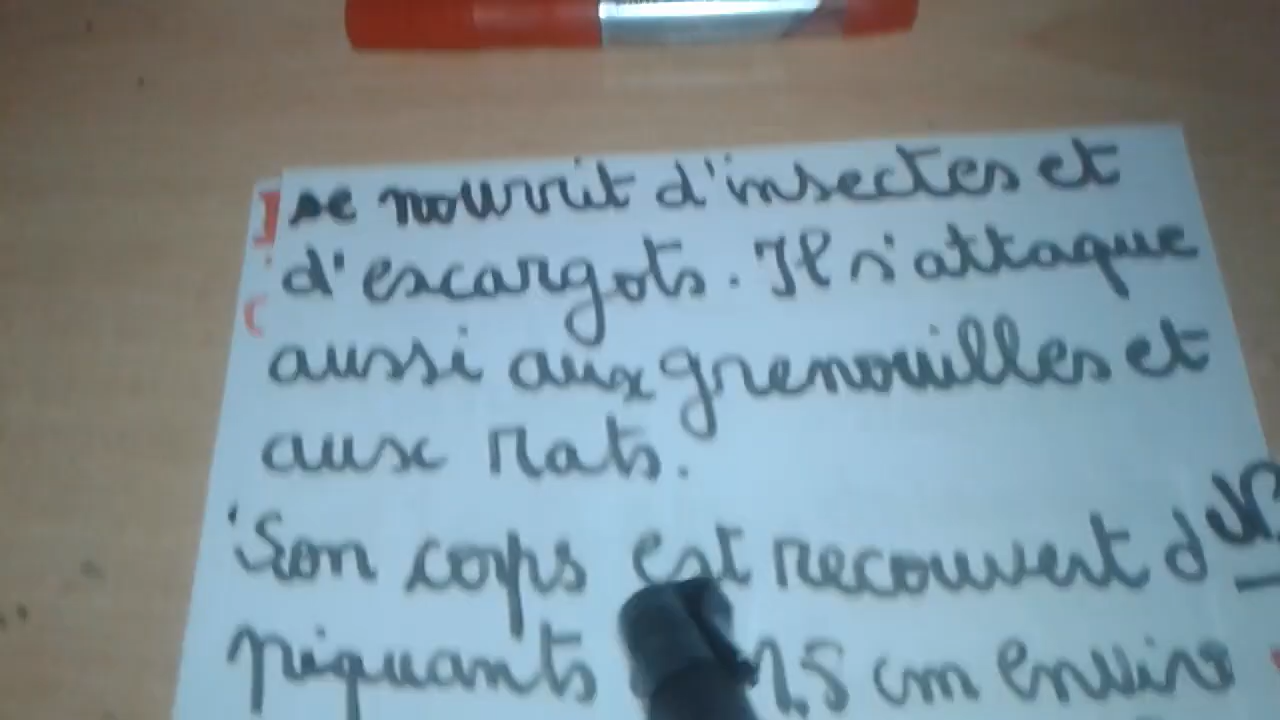 se nourrit d'insectes et
d'escargots. Il s'attaque
aussi aux grenouilles et
aux rats.
Son corps est recouvert
piquants 1,5 cm